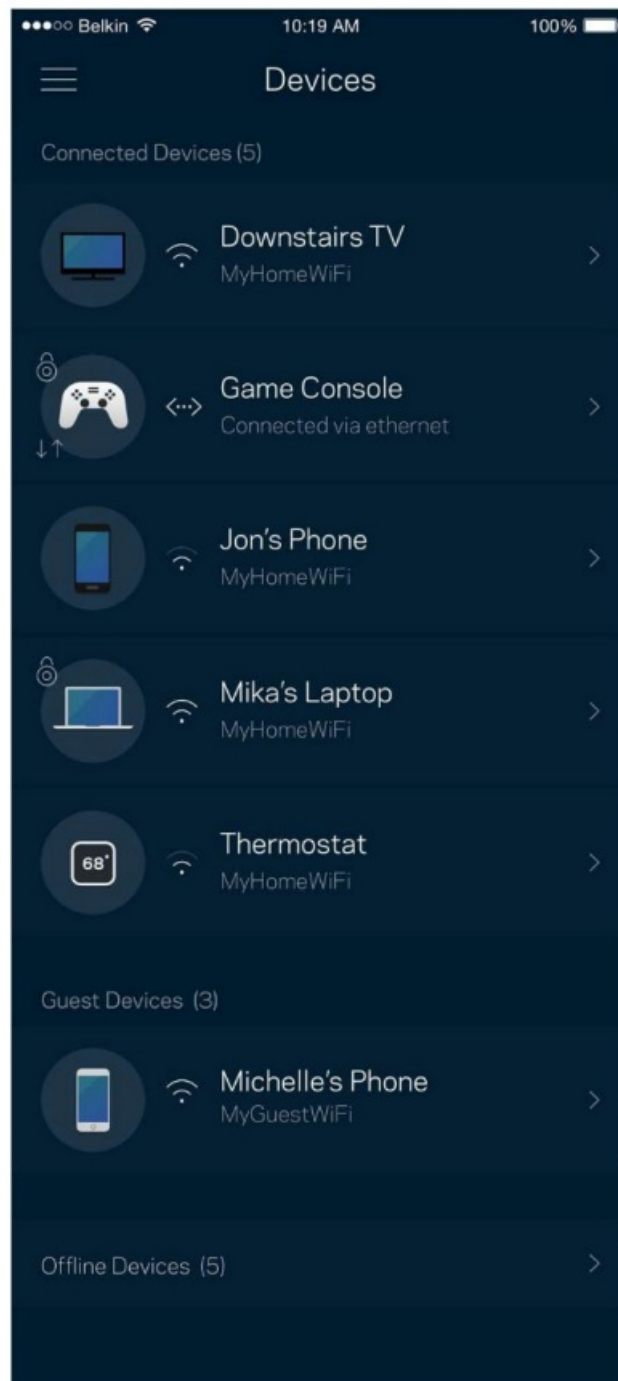 Belkin 10:19 AM 100%
Devices
Connected Devices (5)
Downstairs TV
MyHomeWiFi
Game Console
Connected via ethernet
Jon's Phone
MyHomeWiFi
Mika's Laptop
MyHomeWiFi
68°
Thermostat
MyHomeWiFi
Guest Devices (3)
Michelle's Phone
MyGuestWiFi
Offline Devices (5)